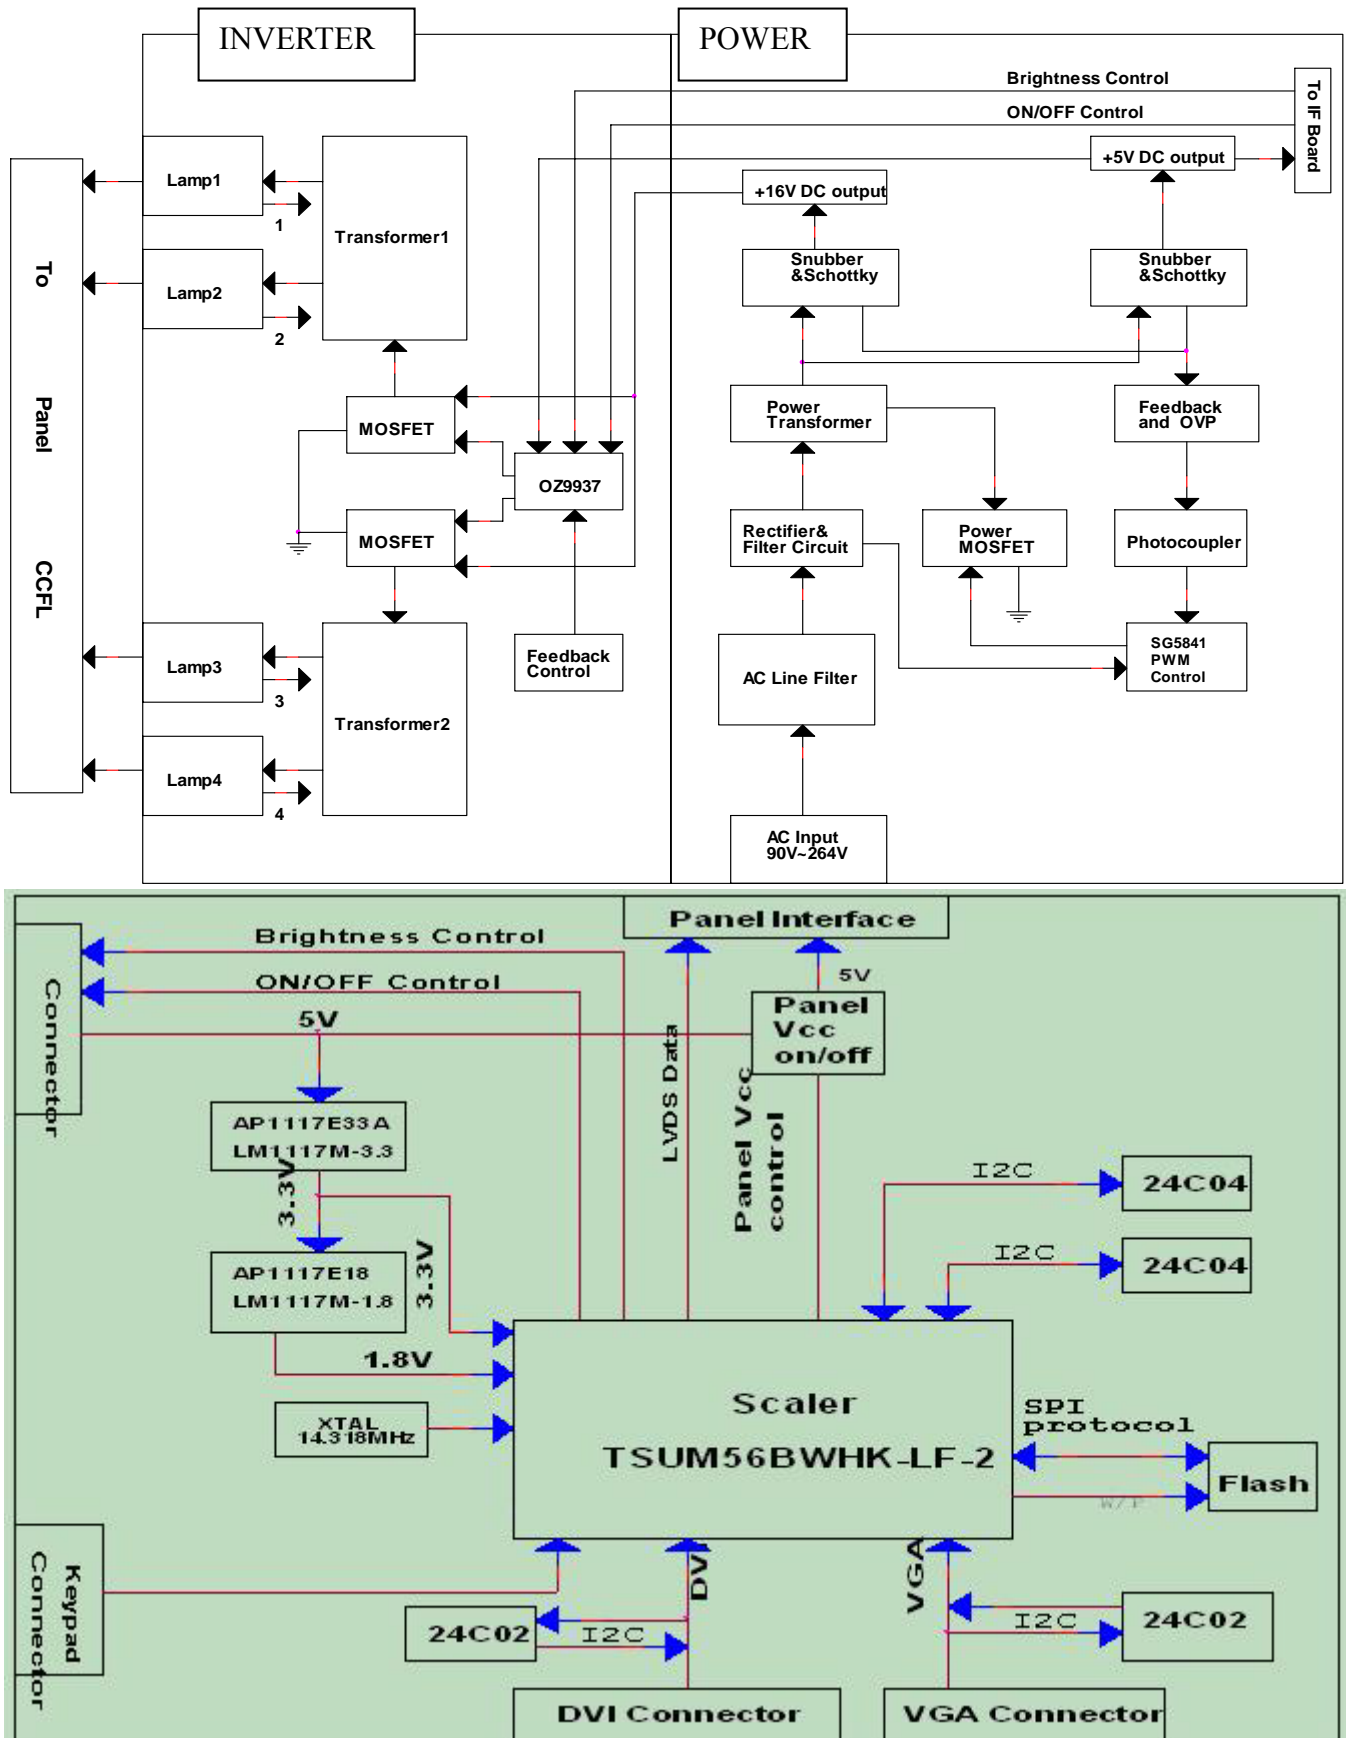 INVERTER
POWER
Brightness Control
ON/OFF Control
To IF Board
+5V DC output
+16V DC output
Lamp1
1
Transformer1
Lamp2
2
To Panel CCFL
Snubber
&Schottky
Snubber
&Schottky
MOSFET
Power
Transformer
Feedback
and OVP
OZ9937
MOSFET
Rectifier&
Filter Circuit
Power
MOSFET
Photocoupler
Lamp3
3
Feedback
Control
AC Line Filter
SG5841
PWM
Control
Transformer2
Lamp4
4
AC Input
90V~264V
Panel Interface
Brightness Control
ON/OFF Control
5V
5V
Connector
Panel
Vcc
on/off
LVDS Data
Panel Vcc
control
AP1117E33A
LM1117M-3.3
3.3V
3.3V
AP1117E18
LM1117M-1.8
1.8V
I2C
24C04
I2C
24C04
XTAL
14.318MHz
Scaler
TSUM56BWHK-LF-2
SPI
protocol
Flash
W/P
Keypad
Connector
DVI
VGA
24C02
I2C
I2C
24C02
DVI Connector
VGA Connector